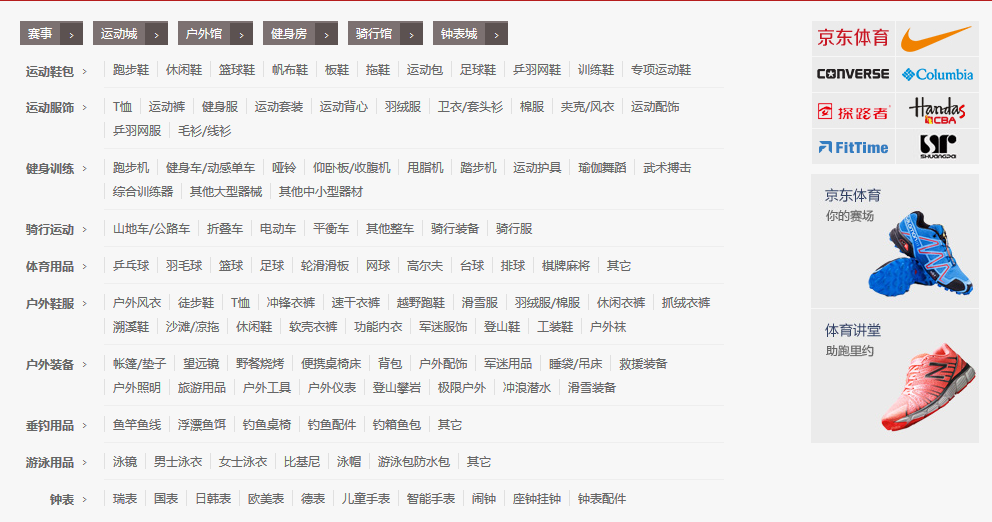 赛事 > 运动城 > 户外馆 > 健身房 > 骑行馆 > 钟表城 >
运动鞋包 > 跑步鞋 休闲鞋 篮球鞋 帆布鞋 板鞋 拖鞋 运动包 足球鞋 乒羽网鞋 训练鞋 专项运动鞋
运动服饰 > T恤 运动裤 健身服 运动套装 运动背心 羽绒服 卫衣/套头衫 棉服 夹克/风衣 运动配饰
乒羽网服 毛衫/线衫
健身训练 > 跑步机 健身车/动感单车 哑铃 仰卧板/收腹机 甩脂机 踏步机 运动护具 瑜伽舞蹈 武术搏击
综合训练器 其他大型器械 其他中小型器材
骑行运动 > 山地车/公路车 折叠车 电动车 平衡车 其他整车 骑行装备 骑行服
体育用品 > 乒乓球 羽毛球 篮球 足球 轮滑滑板 网球 高尔夫 台球 排球 棋牌麻将 其它
户外鞋服 > 户外风衣 徒步鞋 T恤 冲锋衣裤 速干衣裤 越野跑鞋 滑雪服 羽绒服/棉服 休闲衣裤 抓绒衣裤
溯溪鞋 沙滩/凉拖 休闲鞋 软壳衣裤 功能内衣 军迷服饰 登山鞋 工装鞋 户外袜
户外装备 > 帐篷/垫子 望远镜 野餐烧烤 便携桌椅床 背包 户外配饰 军迷用品 睡袋/吊床 救援装备
户外照明 旅游用品 户外工具 户外仪表 登山攀岩 极限户外 冲浪潜水 滑雪装备
垂钓用品 > 鱼竿鱼线 浮漂鱼饵 钓鱼桌椅 钓鱼配件 钓箱鱼包 其它
游泳用品 > 泳镜 男士泳衣 女士泳衣 比基尼 泳帽 游泳包防水包 其它
钟表 > 瑞表 国表 日韩表 欧美表 德表 儿童手表 智能手表 闹钟 座钟挂钟 钟表配件
京东体育
CONVERSE Columbia
探路者 Handas CBA
FitTime SHUANGPAI
京东体育
你的赛场
体育讲堂
助跑里约